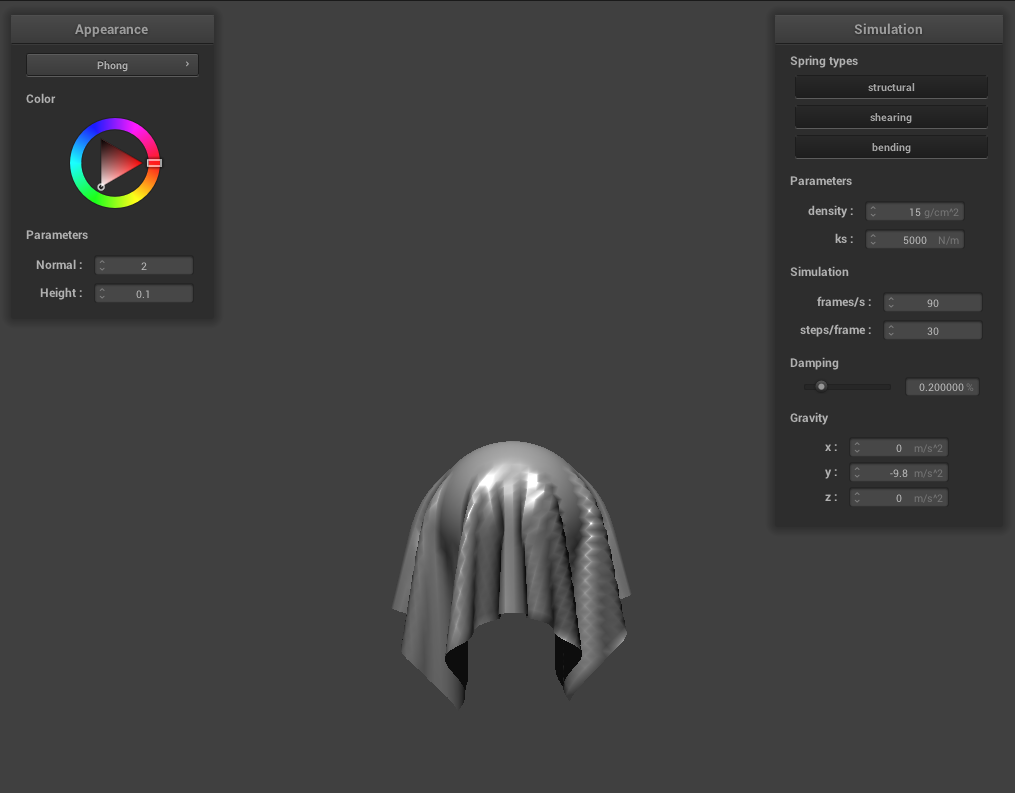 Appearance
Phong
Color
Parameters
Normal : 2
Height : 0.1
Simulation
Spring types
structural
shearing
bending
Parameters
density : 15 g/cm^2
ks : 5000 N/m
Simulation
frames/s : 90
steps/frame : 30
Damping
0.200000 %
Gravity
x : 0 m/s^2
y : -9.8 m/s^2
z : 0 m/s^2